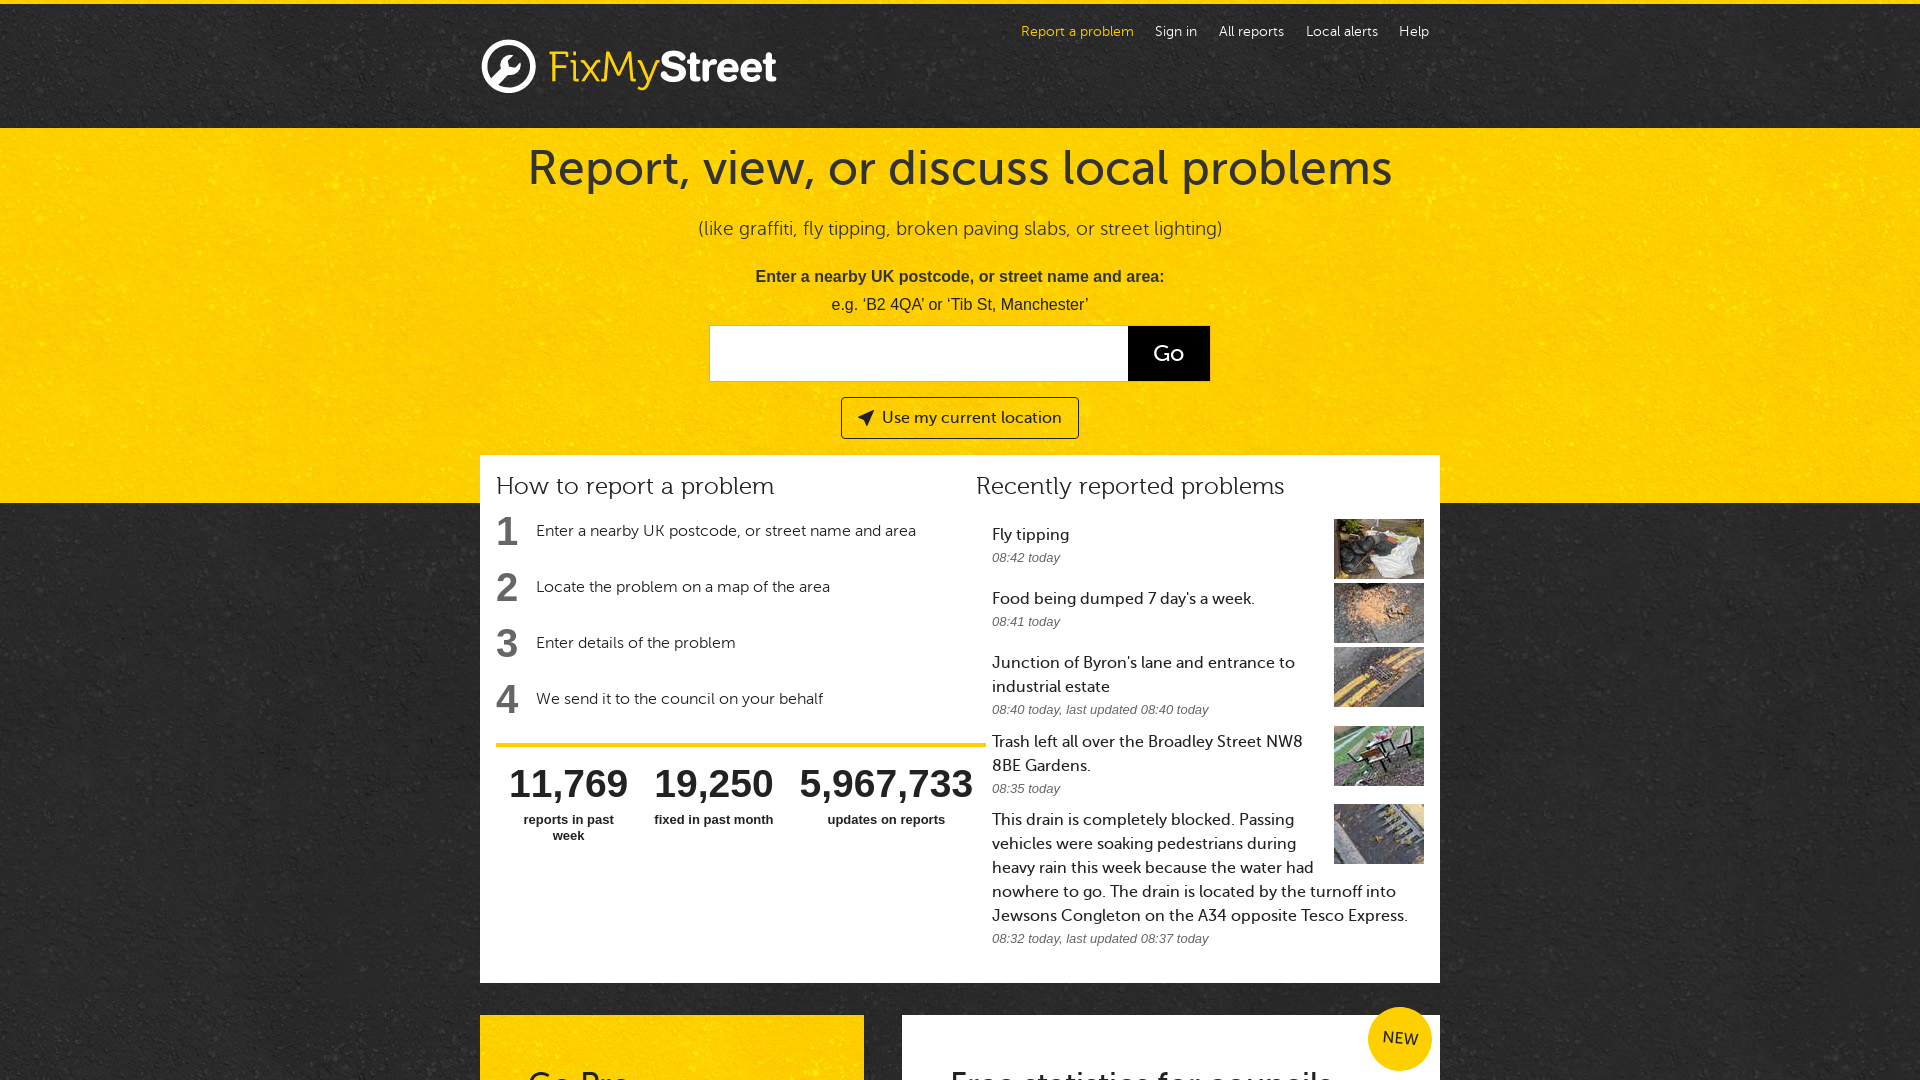 Report a problem
Sign in
All reports
Local alerts
Help
FixMyStreet
Report, view, or discuss local problems
(like graffiti, fly tipping, broken paving slabs, or street lighting)
Enter a nearby UK postcode, or street name and area:
e.g. ‘B2 4QA’ or ‘Tib St, Manchester’
Go
Use my current location
How to report a problem
1 Enter a nearby UK postcode, or street name and area
2 Locate the problem on a map of the area
3 Enter details of the problem
4 We send it to the council on your behalf
11,769
reports in past
week
19,250
fixed in past month
5,967,733
updates on reports
Recently reported problems
Fly tipping
08:42 today
Food being dumped 7 day's a week.
08:41 today
Junction of Byron's lane and entrance to
industrial estate
08:40 today, last updated 08:40 today
Trash left all over the Broadley Street NW8
8BE Gardens.
08:35 today
This drain is completely blocked. Passing
vehicles were soaking pedestrians during
heavy rain this week because the water had
nowhere to go. The drain is located by the turnoff into
Jewsons Congleton on the A34 opposite Tesco Express.
08:32 today, last updated 08:37 today
Go Pro
NEW
Free statistics for councils